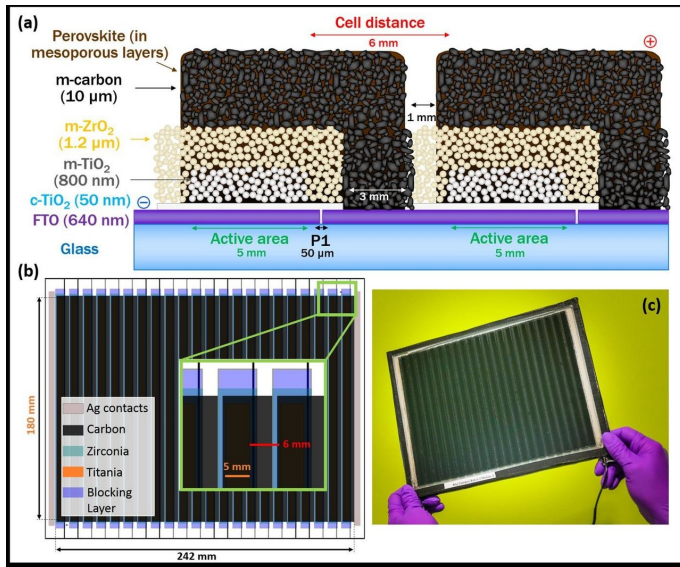 (a)
Cell distance
6 mm
Perovskite (in
mesoporous layers)
m-carbon
(10 µm)
1 mm
m-ZrO₂
(1.2 µm)
m-TiO₂
(800 nm)
3 mm
c-TiO₂ (50 nm)
FTO (640 nm)
Active area
5 mm
P1
50 µm
Active area
5 mm
Glass
(b)
(c)
180 mm
Ag contacts
Carbon
Zirconia
Titania
Blocking
Layer
6 mm
5 mm
242 mm